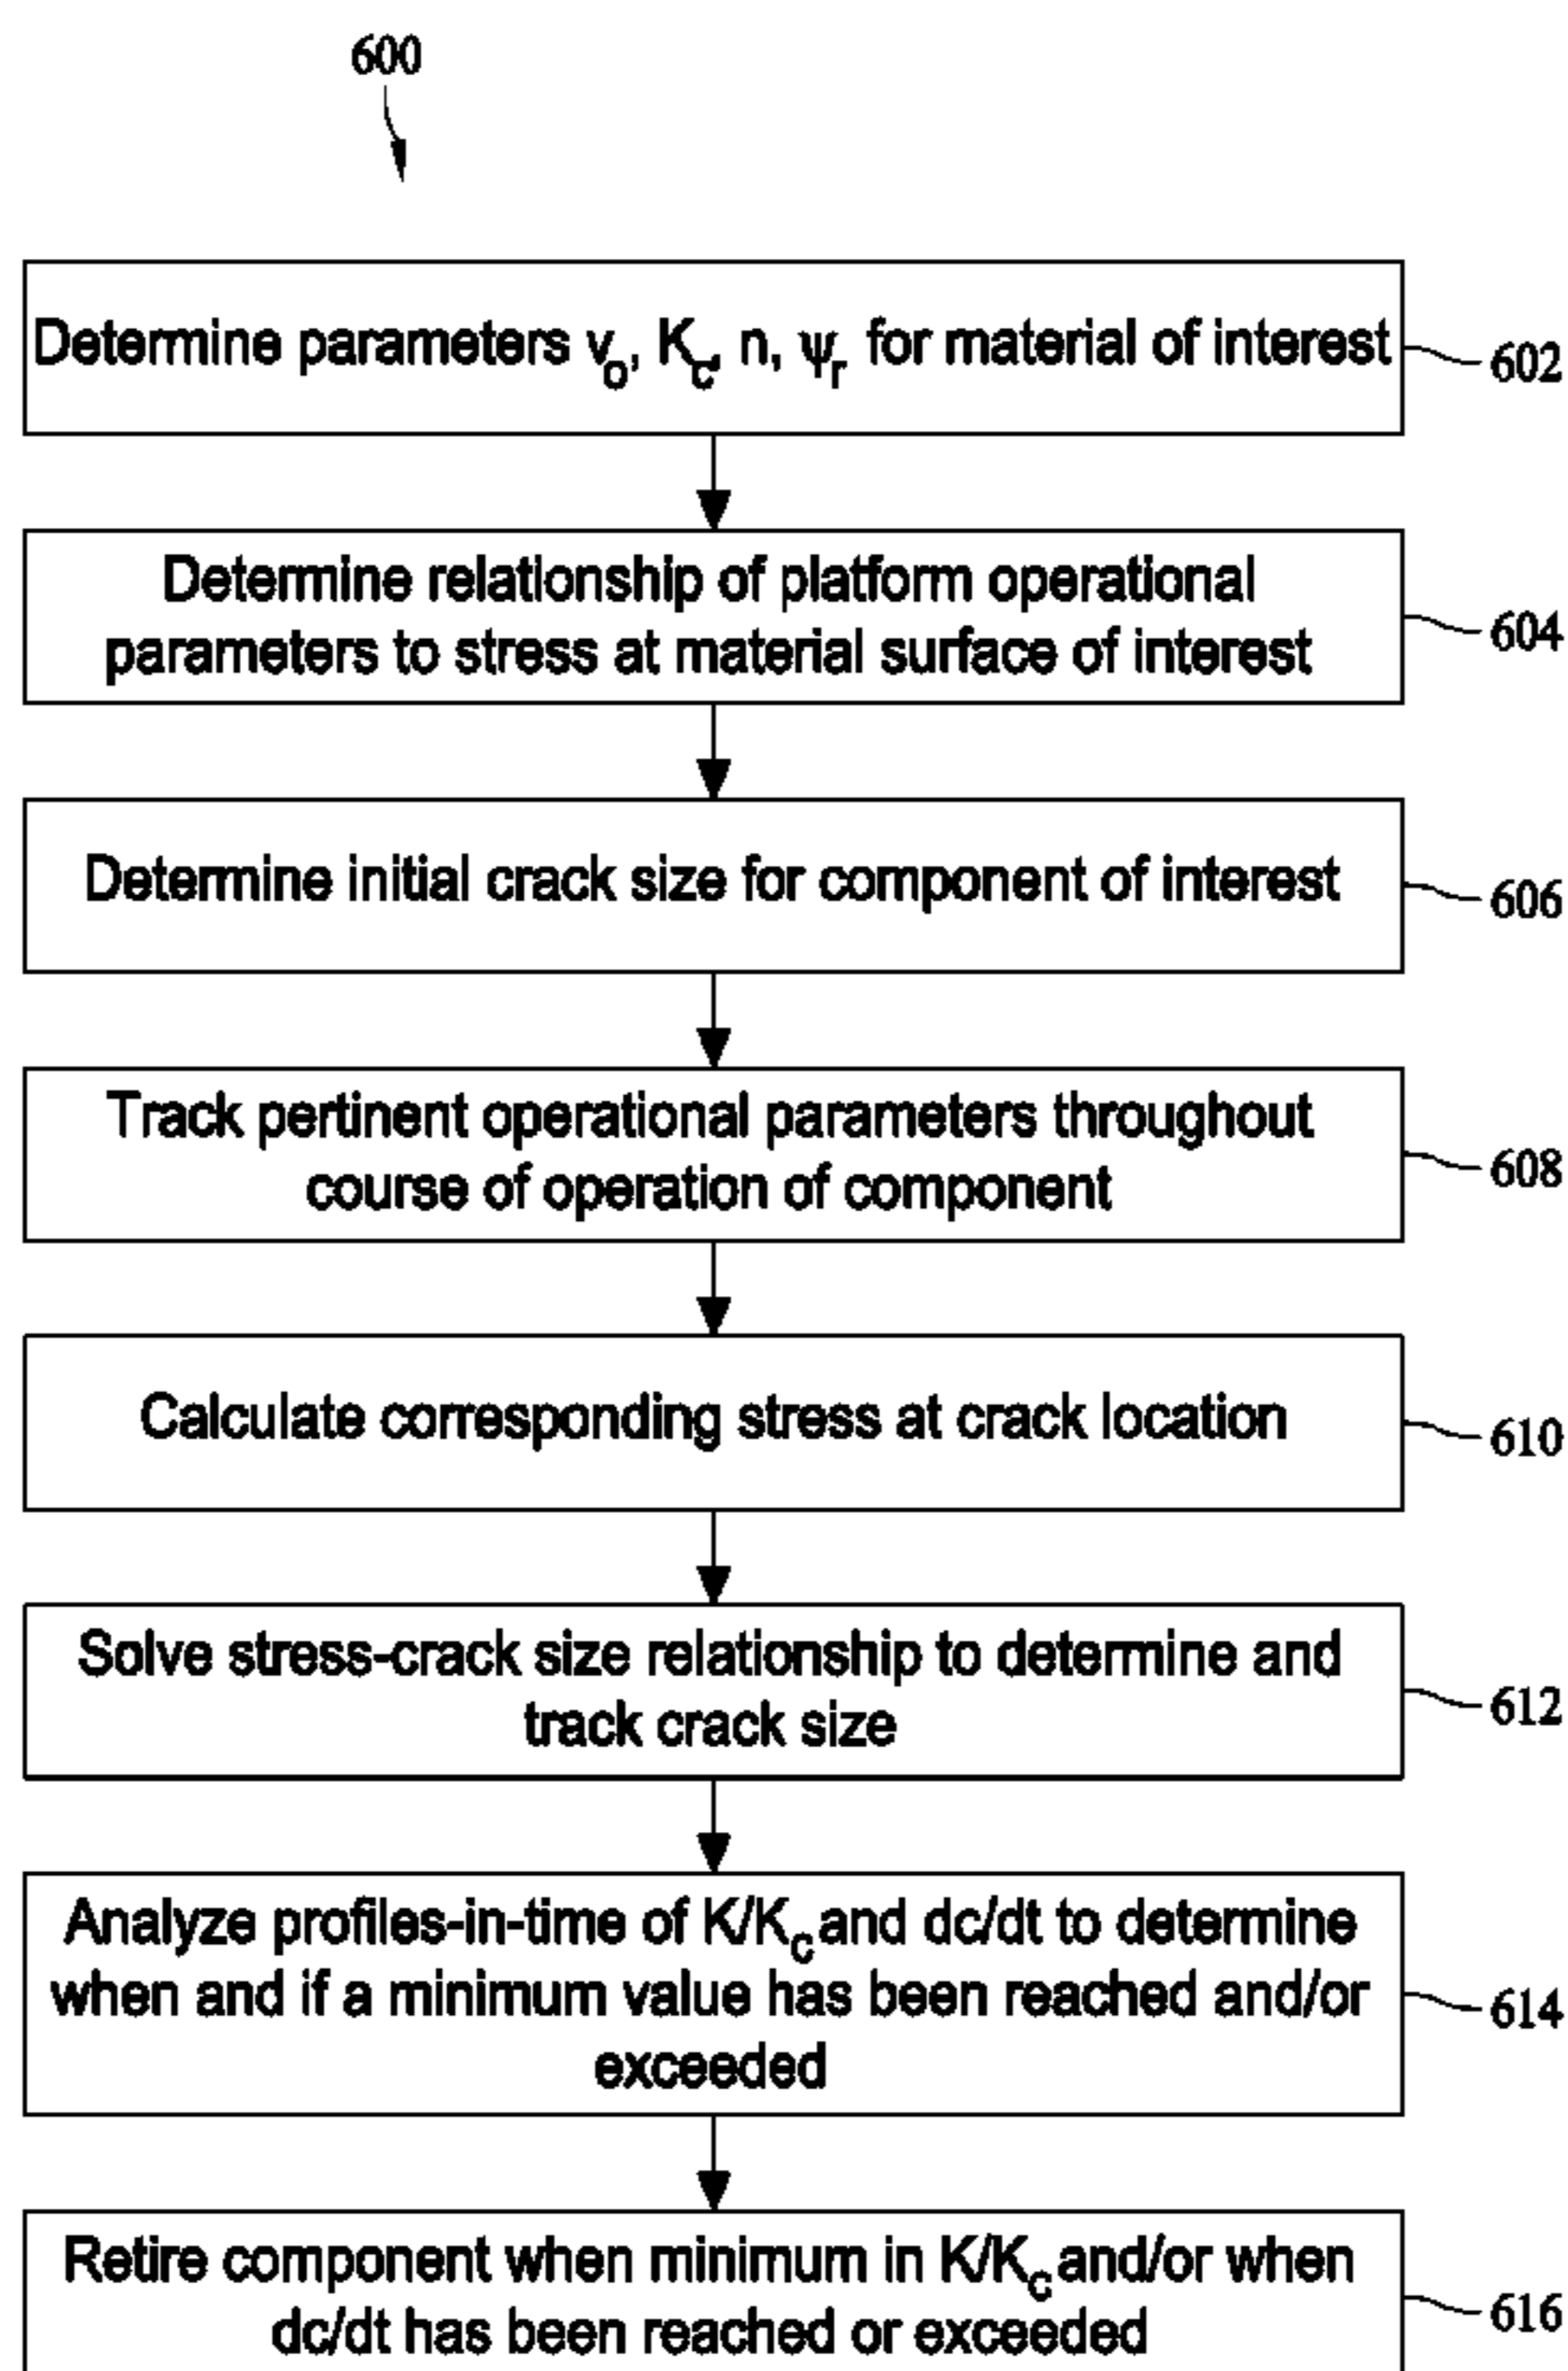 600
Determine parameters vo, Kc, n, ψr for material of interest
602
Determine relationship of platform operational
parameters to stress at material surface of interest
604
Determine initial crack size for component of interest
606
Track pertinent operational parameters throughout
course of operation of component
608
Calculate corresponding stress at crack location
610
Solve stress-crack size relationship to determine and
track crack size
612
Analyze profiles-in-time of K/Kc and dc/dt to determine
when and if a minimum value has been reached and/or
exceeded
614
Retire component when minimum in K/Kc and/or when
dc/dt has been reached or exceeded
616